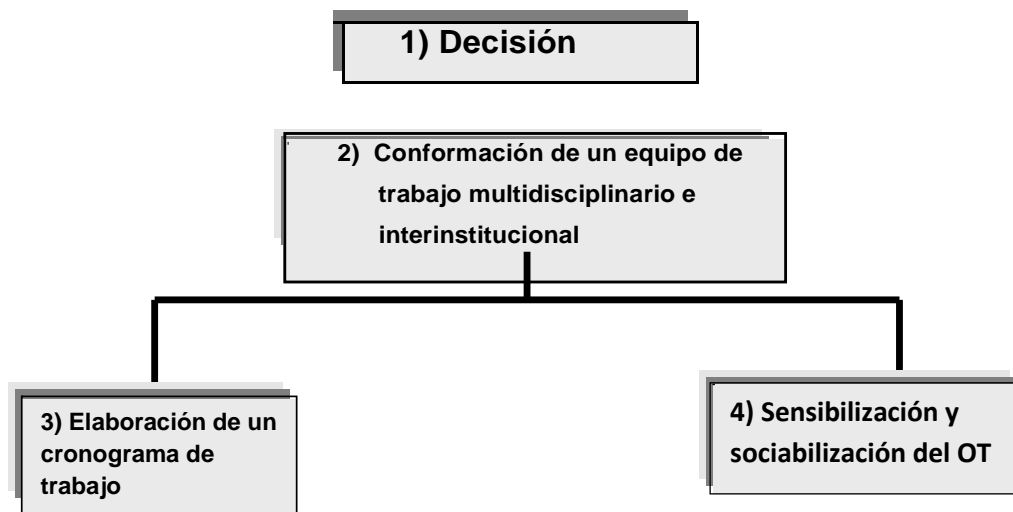 1) Decisión
2) Conformación de un equipo de
trabajo multidisciplinario e
interinstitucional
3) Elaboración de un
cronograma de
trabajo
4) Sensibilización y
sociabilización del OT